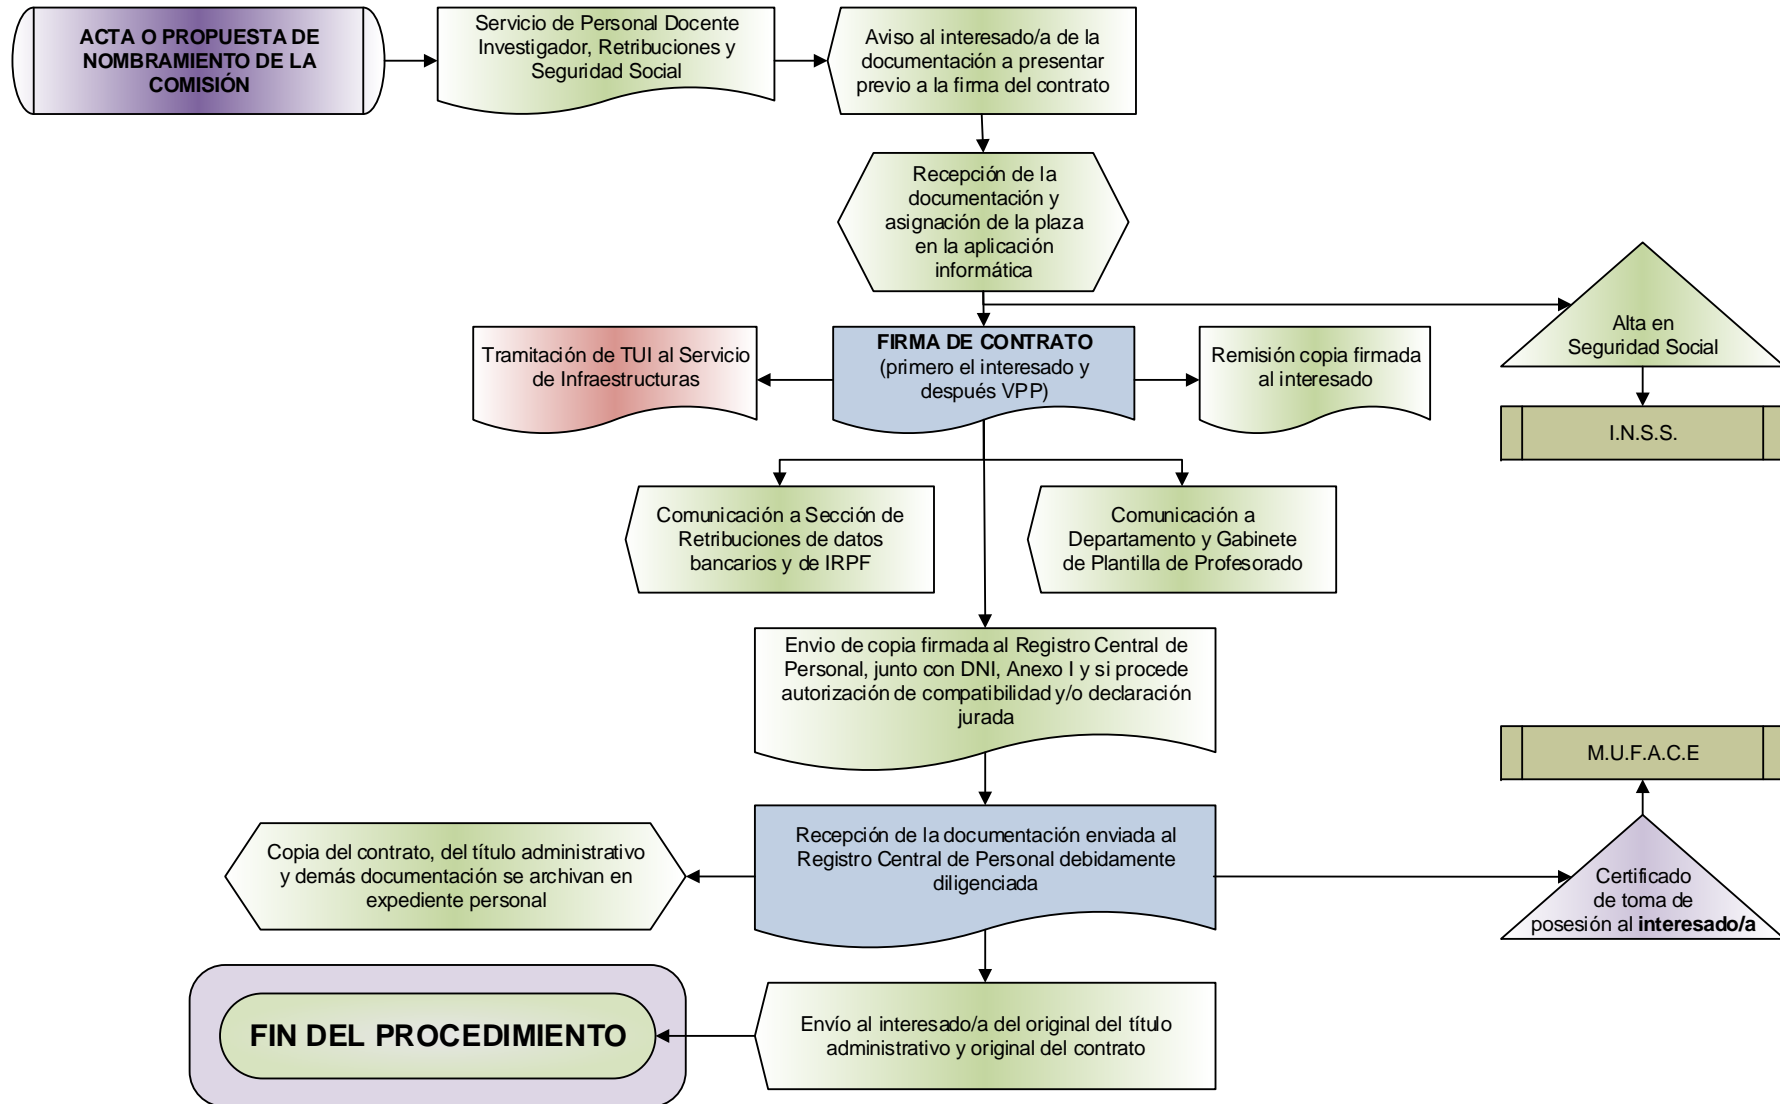 ACTA O PROPUESTA DE
NOMBRAMIENTO DE LA
COMISIÓN
Servicio de Personal Docente
Investigador, Retribuciones y
Seguridad Social
Aviso al interesado/a de la
documentación a presentar
previo a la firma del contrato
Recepción de la
documentación y
asignación de la plaza
en la aplicación
informática
Alta en
Seguridad Social
Tramitación de TUI al Servicio
de Infraestructuras
FIRMA DE CONTRATO
(primero el interesado y
después VPP)
Remisión copia firmada
al interesado
I.N.S.S.
Comunicación a Sección de
Retribuciones de datos
bancarios y de IRPF
Comunicación a
Departamento y Gabinete
de Plantilla de Profesorado
Envio de copia firmada al Registro Central de
Personal, junto con DNI, Anexo I y si procede
autorización de compatibilidad y/o declaración
jurada
M.U.F.A.C.E
Copia del contrato, del título administrativo
y demás documentación se archivan en
expediente personal
Recepción de la documentación enviada al
Registro Central de Personal debidamente
diligenciada
Certificado
de toma de
posesión al interesado/a
FIN DEL PROCEDIMIENTO
Envío al interesado/a del original del título
administrativo y original del contrato